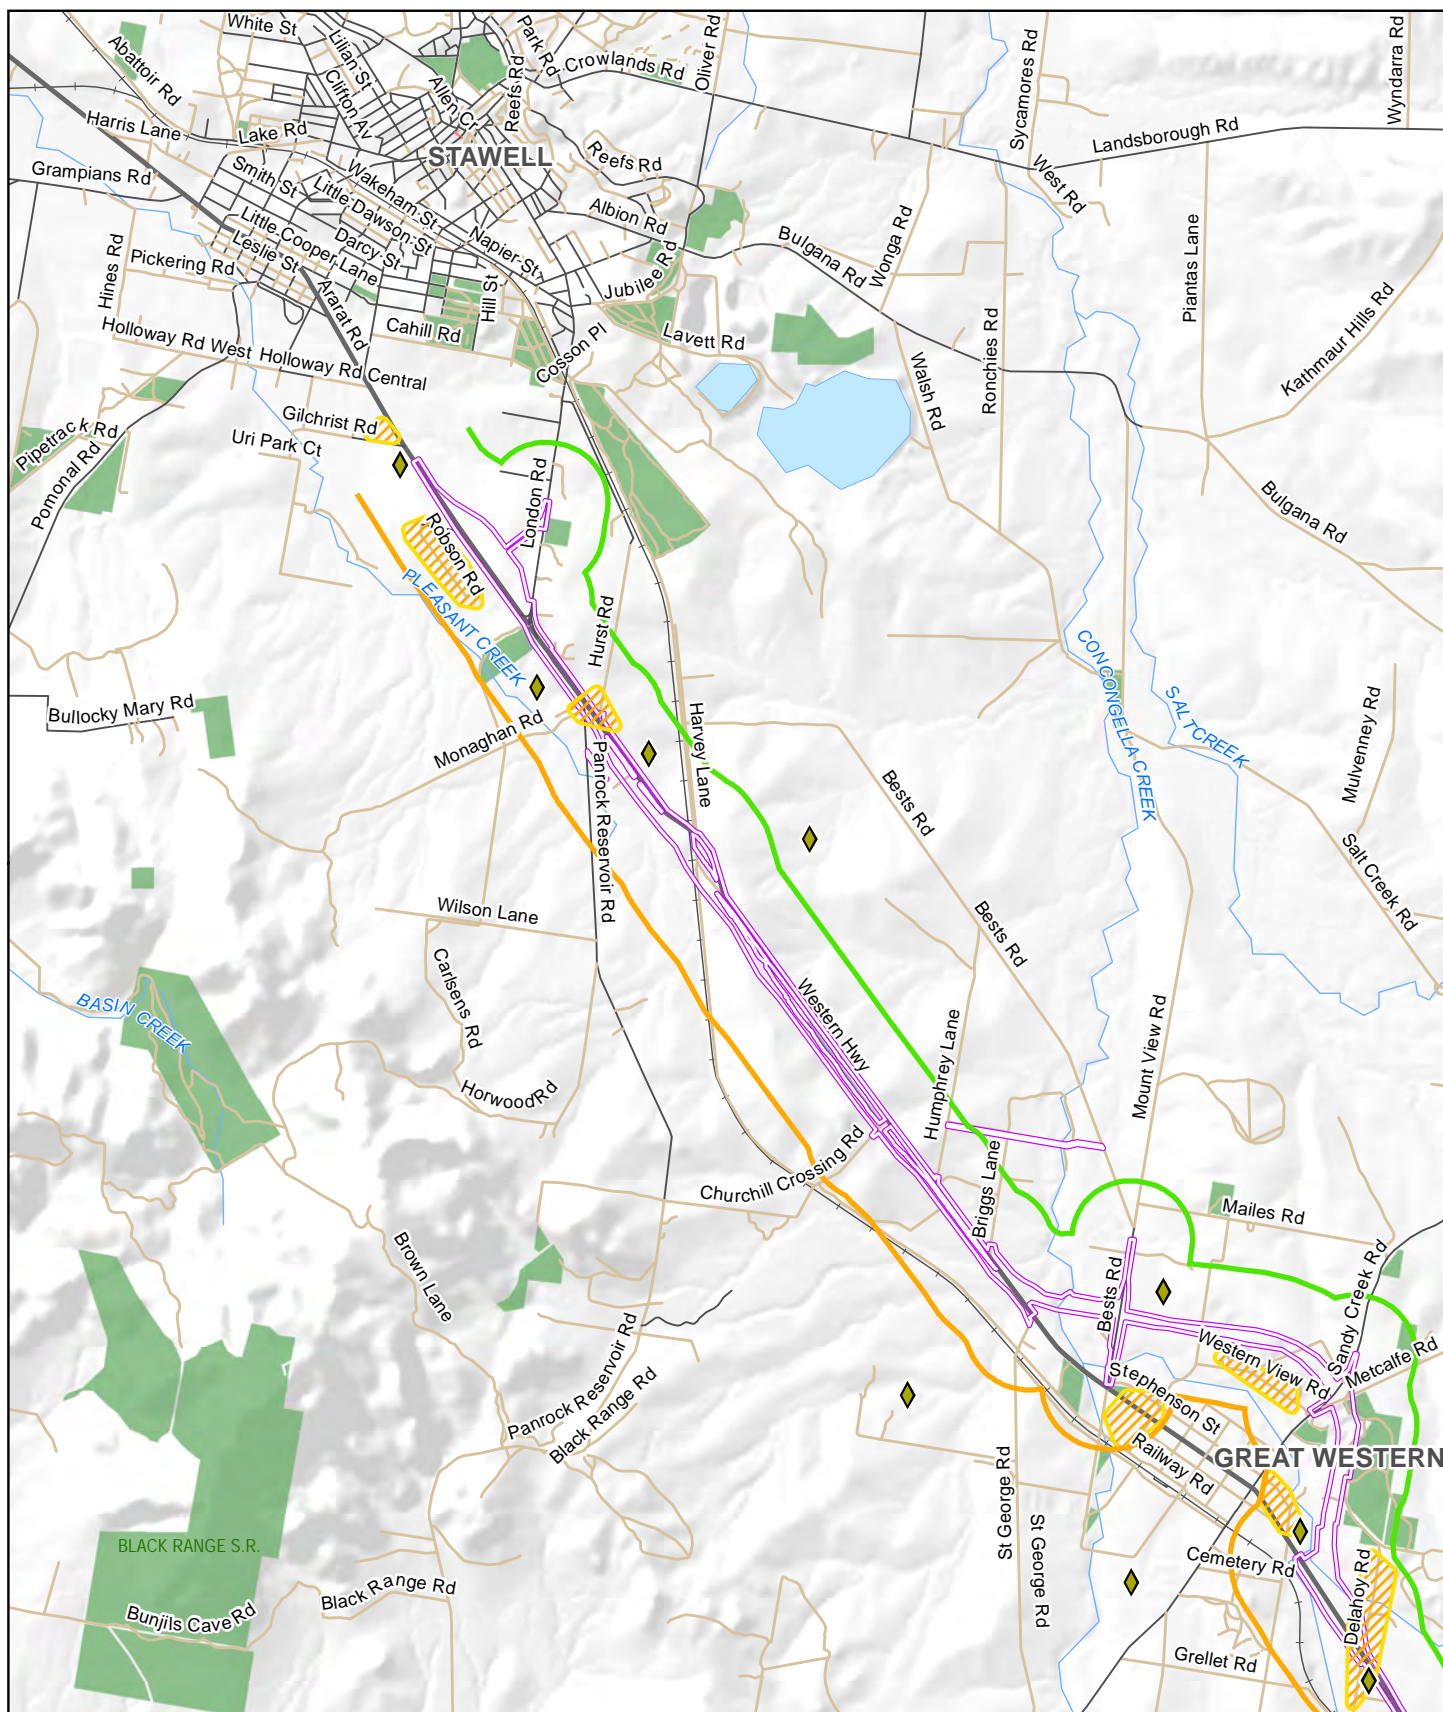 White St
Lilian St
Park Rd
Oliver Rd
Abattoir Rd
Clifton Av
Allen Cr
Reefs Rd
Crowlands Rd
Sycamores Rd
Wyndarra Rd
Harris Lane
Lake Rd
STAWELL
Reefs Rd
Landsborough Rd
Grampians Rd
Smith St
Wakeham St
Little Dawson St
West Rd
Albion Rd
Little Cooper Lane
Darcy St
Napier St
Bulgana Rd
Wonga Rd
Plantas Lane
Hines Rd
Pickering Rd
Leslie St
Ararat Rd
Hill St
Jubilee Rd
Kathmaur Hills Rd
Holloway Rd West
Holloway Rd Central
Cahill Rd
Cosson Pl
Lavett Rd
Walsh Rd
Ronchies Rd
Gilchrist Rd
Uri Park Ct
Pipetrack Rd
Pomonal Rd
London Rd
Robson Rd
Bulgana Rd
PLEASANT CREEK
Hurst Rd
CONCONGELLA CREEK
SALT CREEK
Bullocky Mary Rd
Monaghan Rd
Harvey Lane
Panrock Reservoir Rd
Mulvenney Rd
Bests Rd
Salt Creek Rd
Wilson Lane
Bests Rd
Carlsens Rd
BASIN CREEK
Western Hwy
Humphrey Lane
Mount View Rd
Horwood Rd
Churchill Crossing Rd
Briggs Lane
Mailes Rd
Brown Lane
Bests Rd
Sandy Creek Rd
Western View Rd
Metcalfe Rd
Panrock Reservoir Rd
Black Range Rd
Stephenson St
Railway Rd
GREAT WESTERN
St George Rd
St George Rd
BLACK RANGE S.R.
Cemetery Rd
Delahoy Rd
Black Range Rd
Bunjils Cave Rd
Grellet Rd